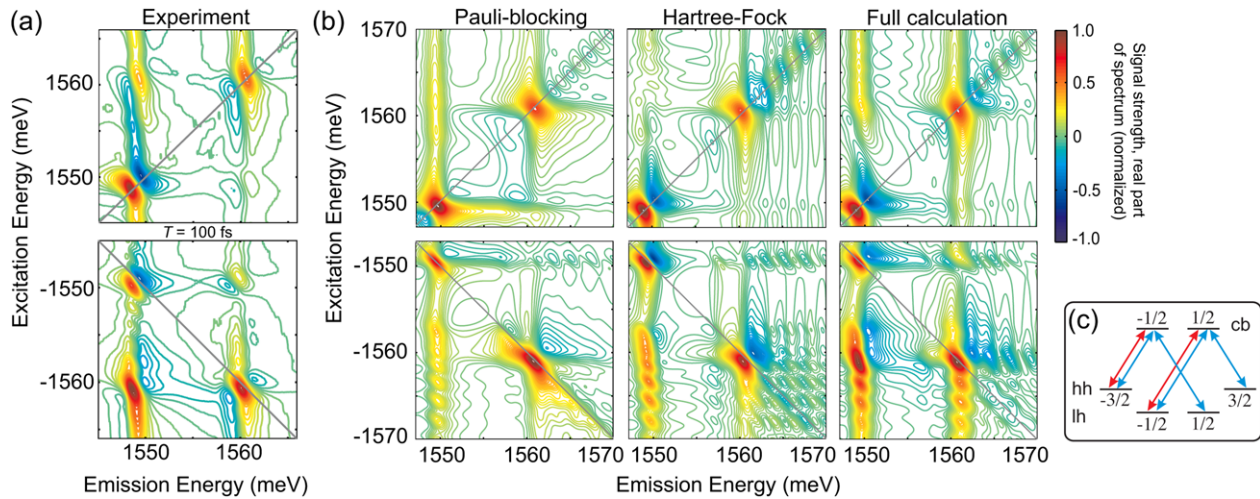 (a) Experiment
(b) Pauli-blocking Hartree-Fock Full calculation
Excitation Energy (meV)
1560
1550
T = 100 fs
-1550
-1560
1550 1560
Emission Energy (meV)
Excitation Energy (meV)
1570
1560
1550
-1550
-1560
-1570
1550 1560 1570 1550 1560 1570 1550 1560 1570
Emission Energy (meV)
1.0
0.5
0
-0.5
-1.0
Signal strength, real part
of spectrum (normalized)
(c) -1/2 1/2 cb
hh -3/2 3/2
lh -1/2 1/2